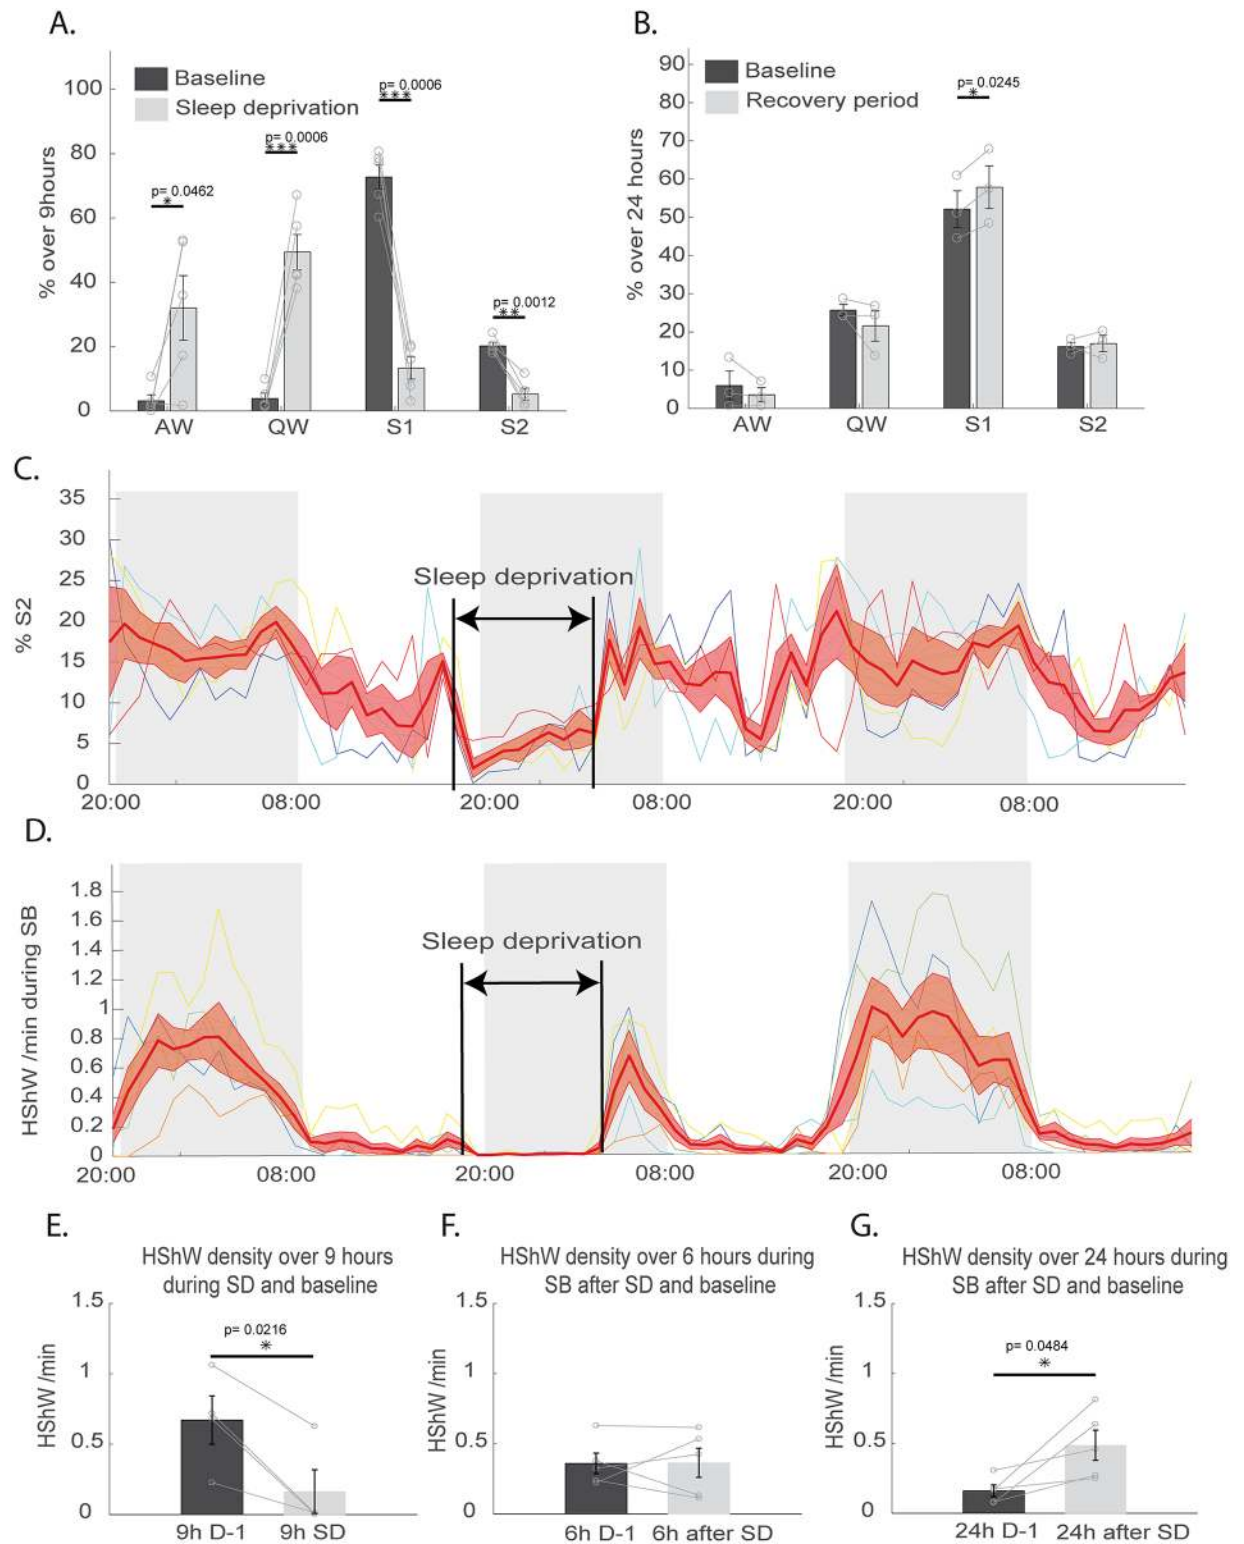 A.
Baseline
Sleep deprivation
p= 0.0462
*
p= 0.0006
***
p= 0.0006
***
p= 0.0012
**
% over 9hours
100
80
60
40
20
0
AW QW S1 S2
B.
Baseline
Recovery period
p= 0.0245
*
% over 24 hours
90
80
70
60
50
40
30
20
10
0
AW QW S1 S2
C.
% S2
35
30
25
20
15
10
5
0
Sleep deprivation
20:00 08:00 20:00 08:00 20:00 08:00
D.
HShW /min during SB
1.8
1.6
1.4
1.2
1
0.8
0.6
0.4
0.2
0
Sleep deprivation
20:00 08:00 20:00 08:00 20:00 08:00
E.
HShW density over 9 hours
during SD and baseline
HShW /min
1.5
1
0.5
0
p= 0.0216
*
9h D-1 9h SD
F.
HShW density over 6 hours during
SB after SD and baseline
HShW /min
1.5
1
0.5
0
6h D-1 6h after SD
G.
HShW density over 24 hours during
SB after SD and baseline
HShW /min
1.5
1
0.5
0
p= 0.0484
*
24h D-1 24h after SD